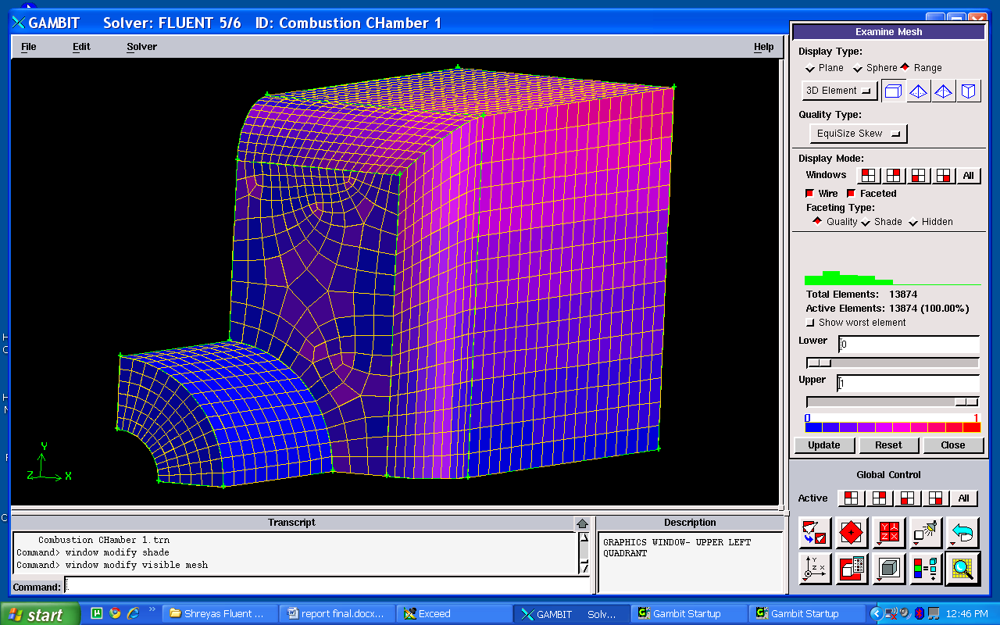 GAMBIT Solver: FLUENT 5/6 ID: Combustion CHamber 1
File Edit Solver Help
Examine Mesh
Display Type:
Plane Sphere Range
3D Element
Quality Type:
EquiSize Skew
Display Mode:
Windows All
Wire Faceted
Faceting Type:
Quality Shade Hidden
Total Elements: 13874
Active Elements: 13874 (100.00%)
Show worst element
Lower 0
Upper 1
0 1
Update Reset Close
Global Control
Active All
Y
Z X
Transcript
Combustion CHamber 1.trn
Command> window modify shade
Command> window modify visible mesh
Command:
Description
GRAPHICS WINDOW- UPPER LEFT
QUADRANT
start
Shreyas Fluent ...
report final.docx...
Exceed
GAMBIT Solv...
Gambit Startup
Gambit Startup
12:46 PM